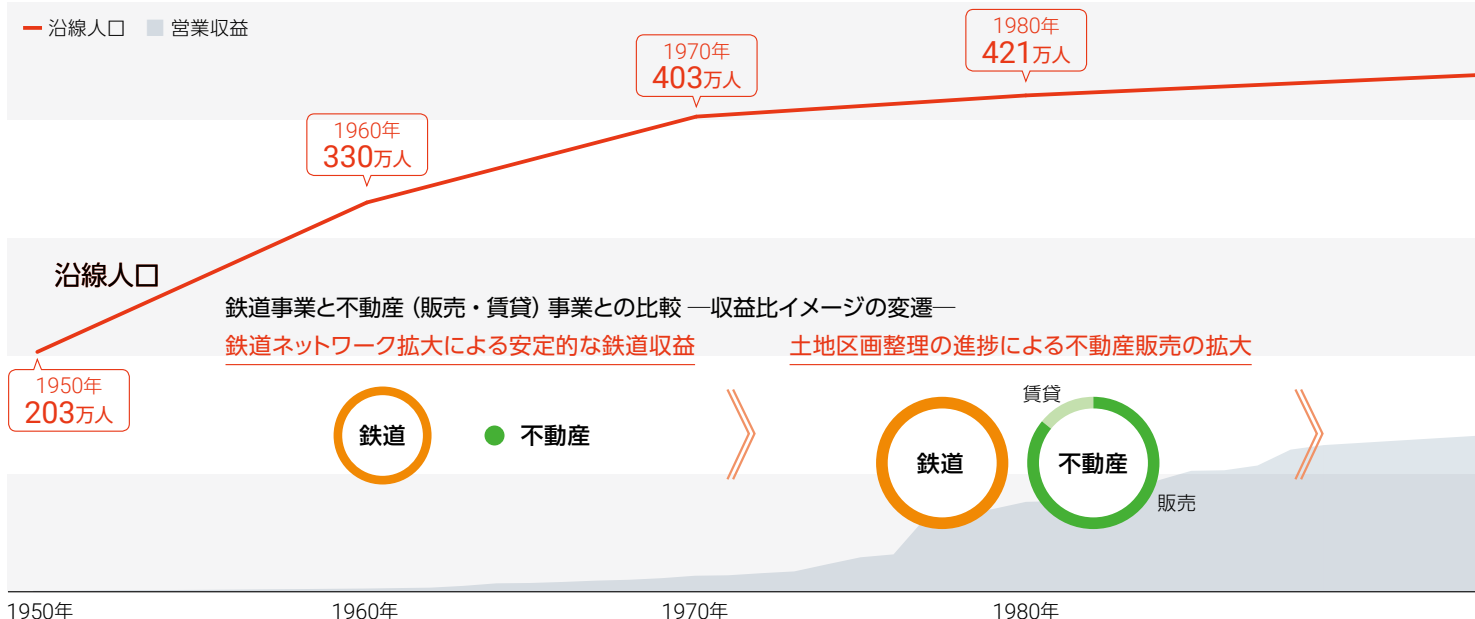 沿線人口 営業収益
1980年
421万人
1970年
403万人
1960年
330万人
沿線人口
鉄道事業と不動産(販売・賃貸)事業との比較 ―収益比イメージの変遷―
鉄道ネットワーク拡大による安定的な鉄道収益
土地区画整理の進捗による不動産販売の拡大
1950年
203万人
鉄道
不動産
賃貸
鉄道
不動産
販売
1950年 1960年 1970年 1980年